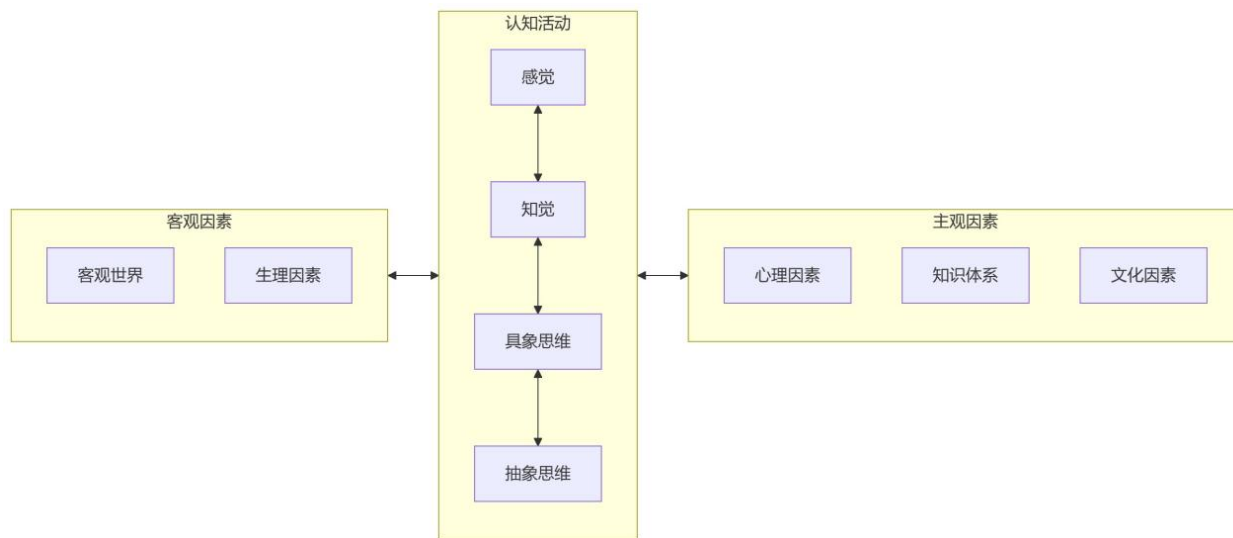 认知活动
感觉
知觉
具象思维
抽象思维
客观因素
客观世界
生理因素
主观因素
心理因素
知识体系
文化因素